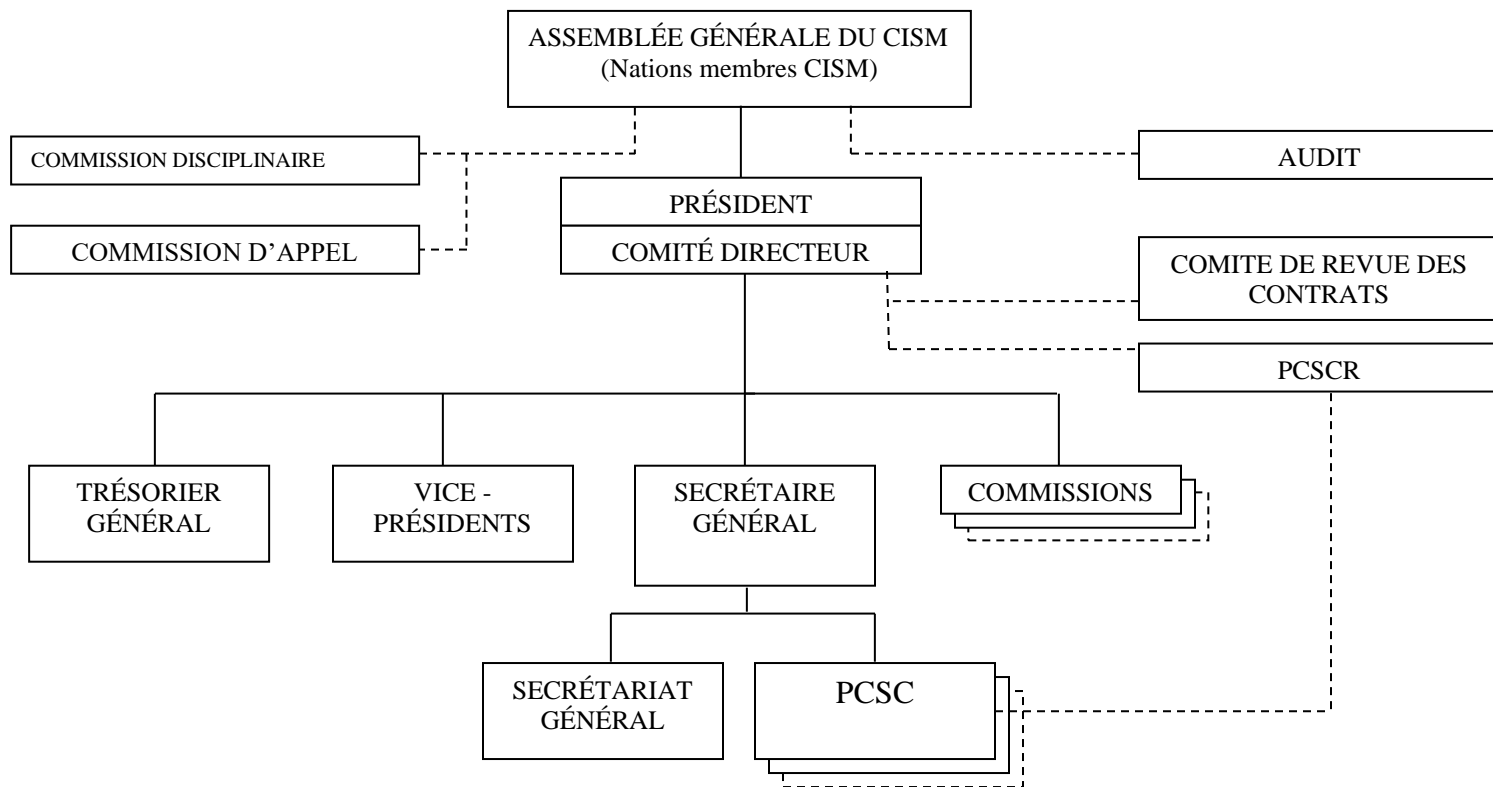 ASSEMBLÉE GÉNÉRALE DU CISM
(Nations membres CISM)
COMMISSION DISCIPLINAIRE
AUDIT
PRÉSIDENT
COMMISSION D’APPEL
COMITÉ DIRECTEUR
COMITE DE REVUE DES
CONTRATS
PCSCR
TRÉSORIER
GÉNÉRAL
VICE -
PRÉSIDENTS
SECRÉTAIRE
GÉNÉRAL
COMMISSIONS
SECRÉTARIAT
GÉNÉRAL
PCSC